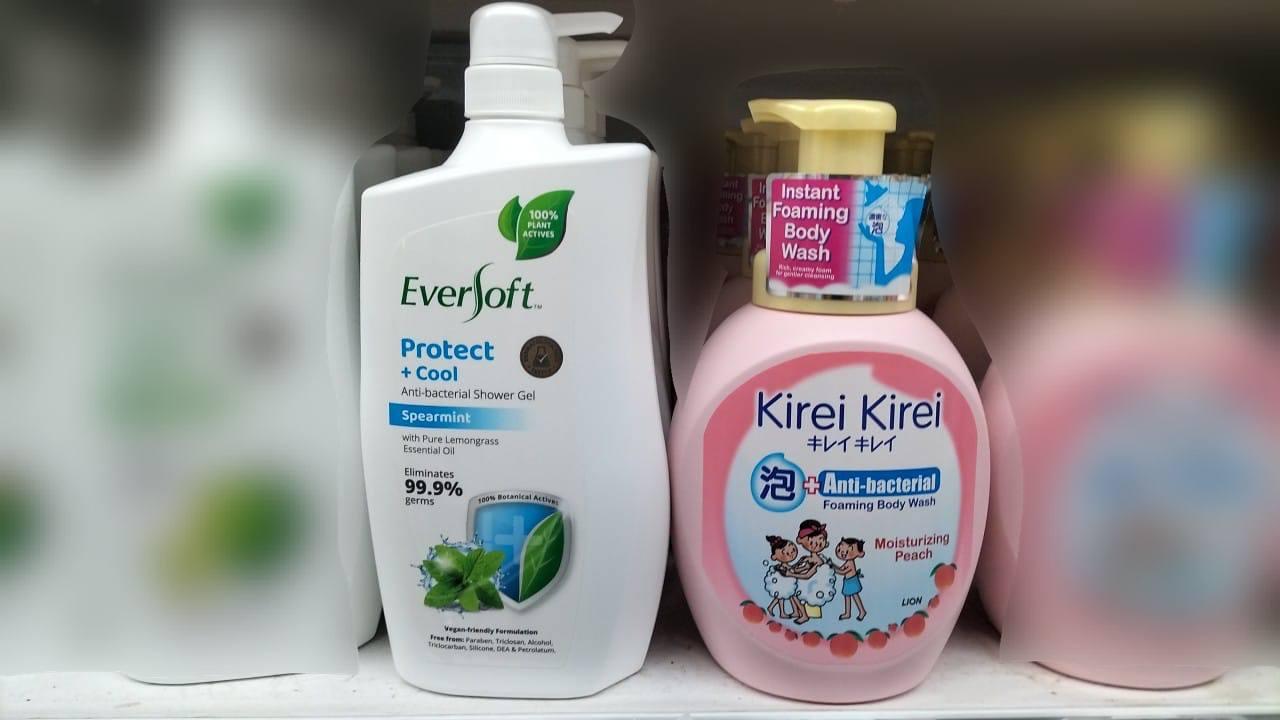 100%
PLANT
ACTIVES
EverSoft™
Protect
+ Cool
Anti-bacterial Shower Gel
Spearmint
with Pure Lemongrass
Essential Oil
Eliminates
99.9%
germs
100% Botanical Actives
Vegan-friendly Formulation
Free from: Paraben, Triclosan, Alcohol,
Triclocarban, Silicone, DEA & Petrolatum.
Instant
Foaming
Body
Wash
Rich, creamy foam
for gentler cleansing
泡
Kirei Kirei
キレイキレイ
泡+Anti-bacterial
Foaming Body Wash
Moisturizing
Peach
LION